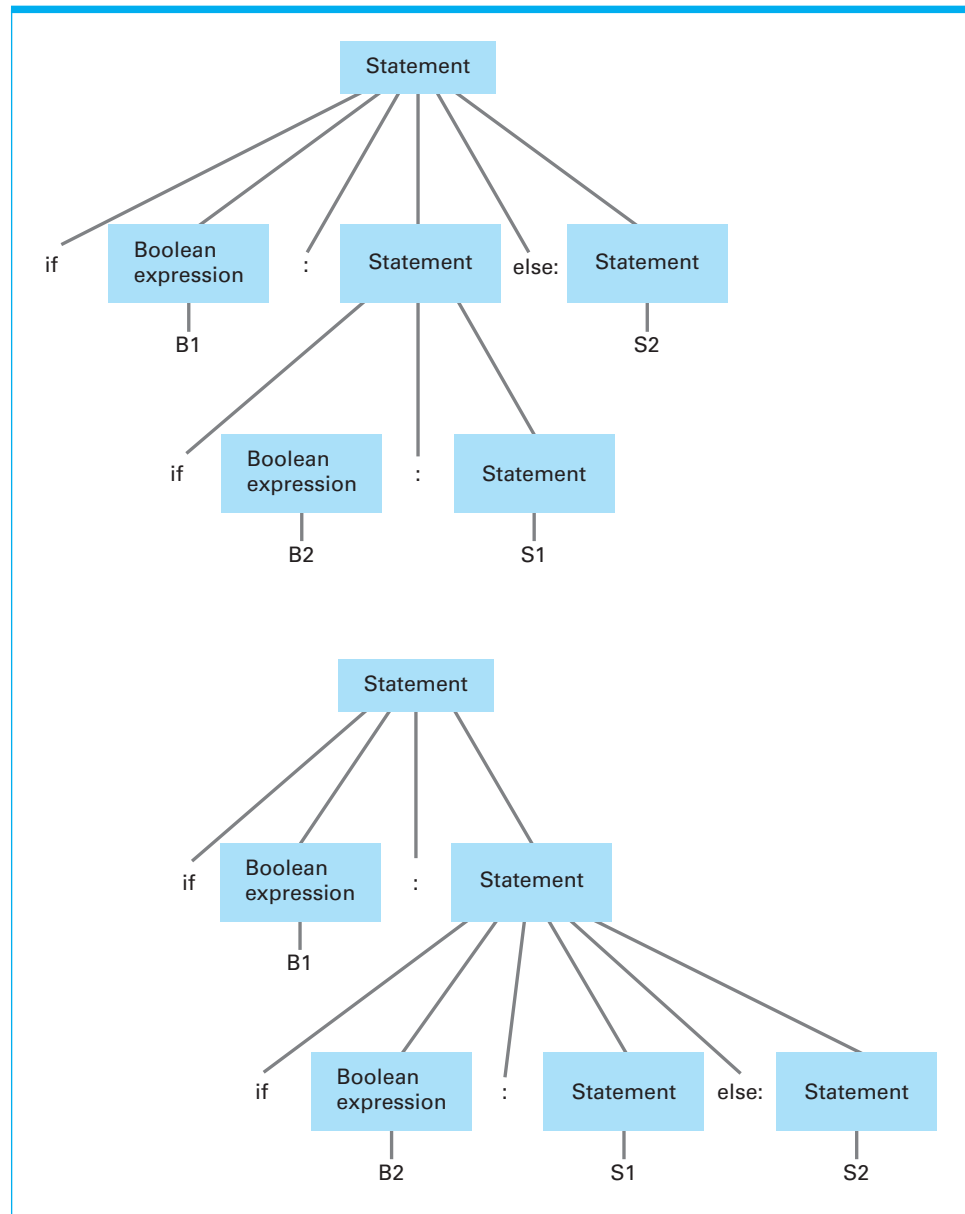 Statement
if
Boolean
expression
:
Statement
else:
Statement
B1
S2
if
Boolean
expression
:
Statement
B2
S1
Statement
if
Boolean
expression
:
Statement
B1
if
Boolean
expression
:
Statement
else:
Statement
B2
S1
S2